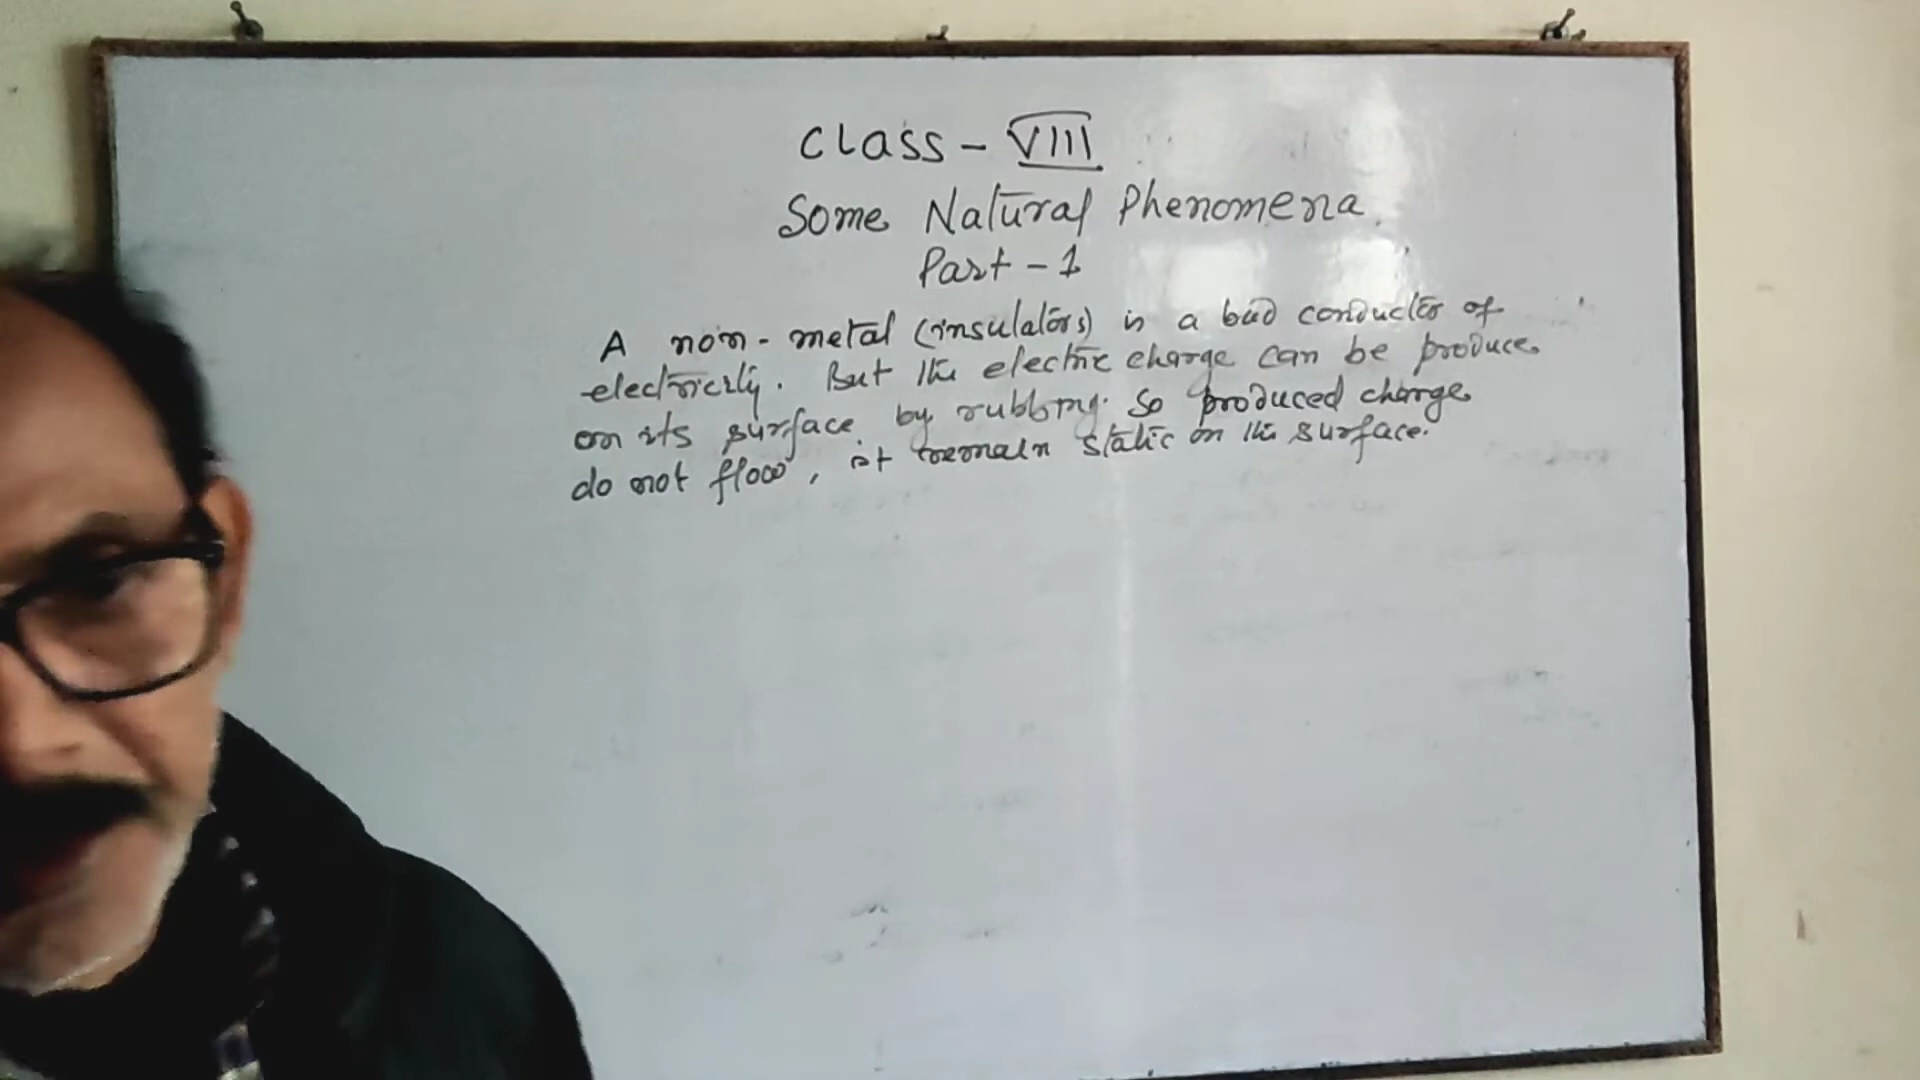 Class - VIII
Some Natural Phenomena
Part - 1
A non-metal (insulators) is a bad conductor of
electricity. But the electric charge can be produce
on its surface by rubbing. So produced charge
do not flow, it remain static on the surface.